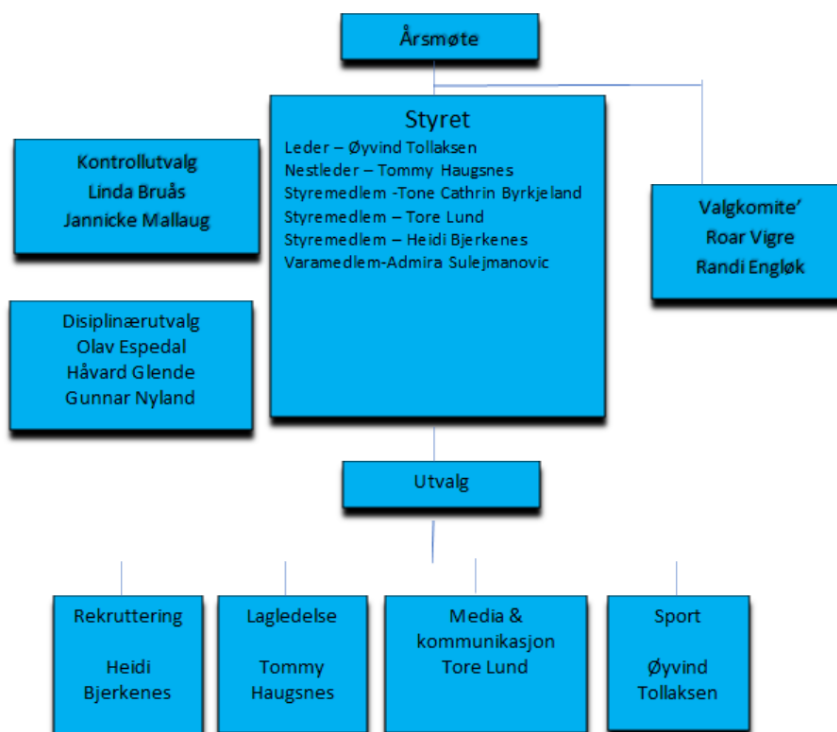 Årsmøte
Styret
Leder – Øyvind Tollaksen
Nestleder – Tommy Haugsnes
Styremedlem -Tone Cathrin Byrkjeland
Styremedlem – Tore Lund
Styremedlem – Heidi Bjerkenes
Varamedlem-Admira Sulejmanovic
Kontrollutvalg
Linda Bruås
Jannicke Mallaug
Valgkomite’
Roar Vigre
Randi Engløk
Disiplinærutvalg
Olav Espedal
Håvard Glende
Gunnar Nyland
Utvalg
Rekruttering
Heidi
Bjerkenes
Lagledelse
Tommy
Haugsnes
Media &
kommunikasjon
Tore Lund
Sport
Øyvind
Tollaksen